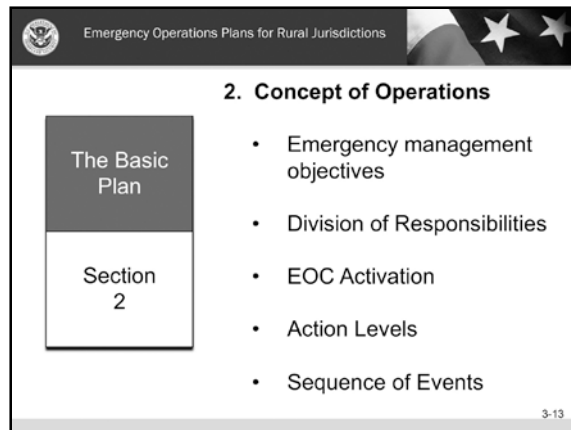 Emergency Operations Plans for Rural Jurisdictions
2. Concept of Operations
The Basic
Plan
Section
2
• Emergency management
objectives
• Division of Responsibilities
• EOC Activation
• Action Levels
• Sequence of Events
3-13